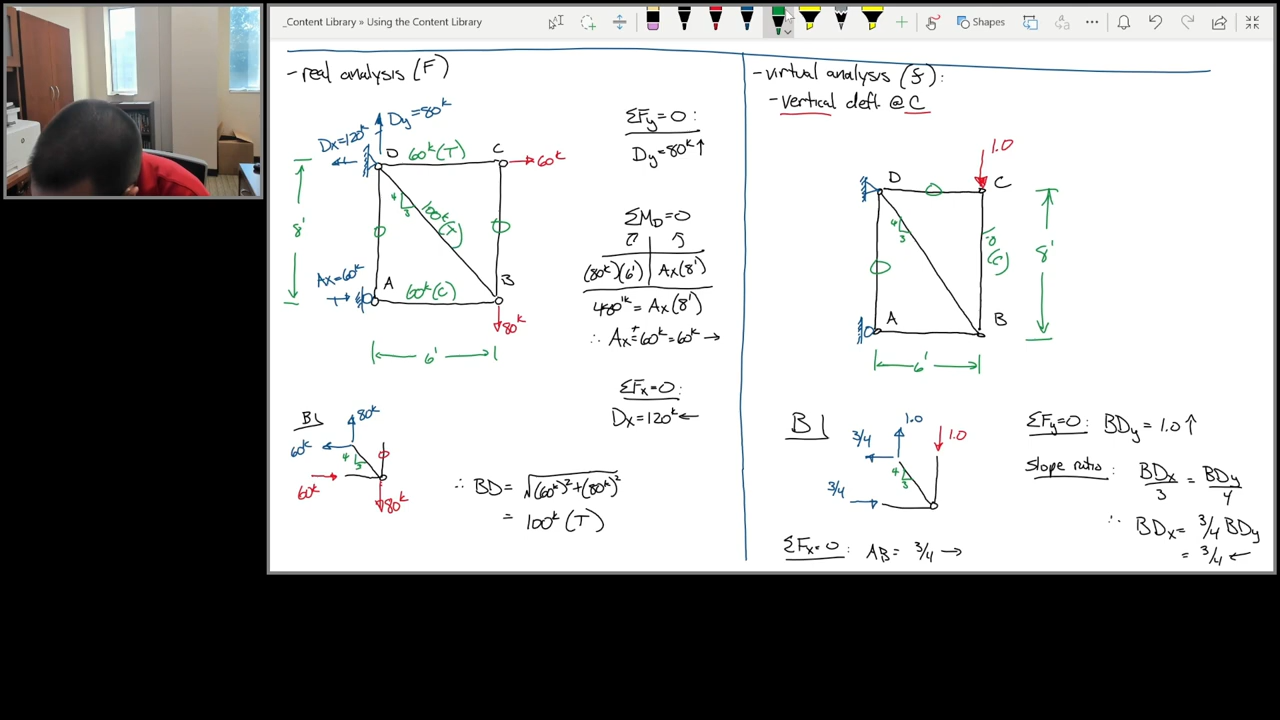 _Content Library » Using the Content Library
Shapes
- real analysis (F)
Dy=80ᵏ
Dx=120ᵏ
D
60ᵏ(T)
C
60ᵏ
4
3
100ᵏ
(T)
8'
0
0
Ax=60ᵏ
A
60ᵏ(C)
B
80ᵏ
6'
ΣFy=0:
Dy=80ᵏ↑
ΣM_D=0
(80ᵏ)(6') | Ax(8')
480'ᵏ = Ax(8')
∴ Ax = +60ᵏ = 60ᵏ →
ΣFx=0:
Dx=120ᵏ←
B
80ᵏ
60ᵏ
4
3
0
60ᵏ
80ᵏ
∴ BD = √(60ᵏ)²+(80ᵏ)²
= 100ᵏ (T)
- virtual analysis (f):
- vertical defl. @ C
1.0
D
0
C
4
3
0
(C)
8'
0
A
B
6'
B
1.0
3/4
1.0
4
3
3/4
ΣFx=0: AB = 3/4 →
ΣFy=0: BDy = 1.0 ↑
slope ratio: BDx/3 = BDy/4
∴ BDx = 3/4 BDy
= 3/4 ←